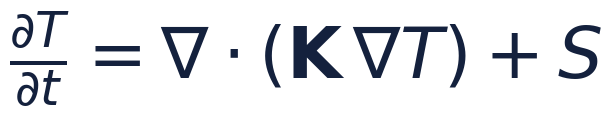 ∂T/∂t = ∇ · (𝐊 ∇T) + S